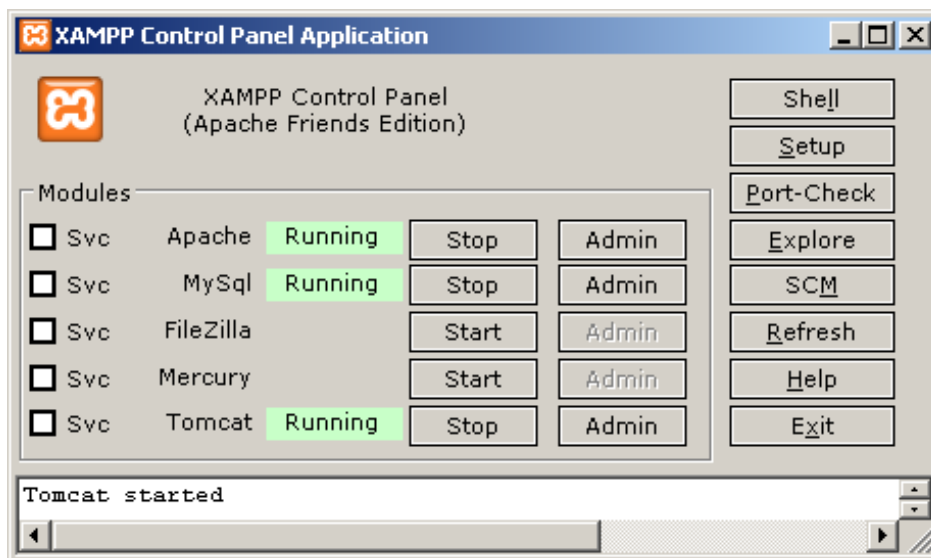 XAMPP Control Panel Application
XAMPP Control Panel
(Apache Friends Edition)
Shell
Setup
Port-Check
Explore
SCM
Refresh
Help
Exit
Modules
Svc Apache Running Stop Admin
Svc MySql Running Stop Admin
Svc FileZilla Start Admin
Svc Mercury Start Admin
Svc Tomcat Running Stop Admin
Tomcat started